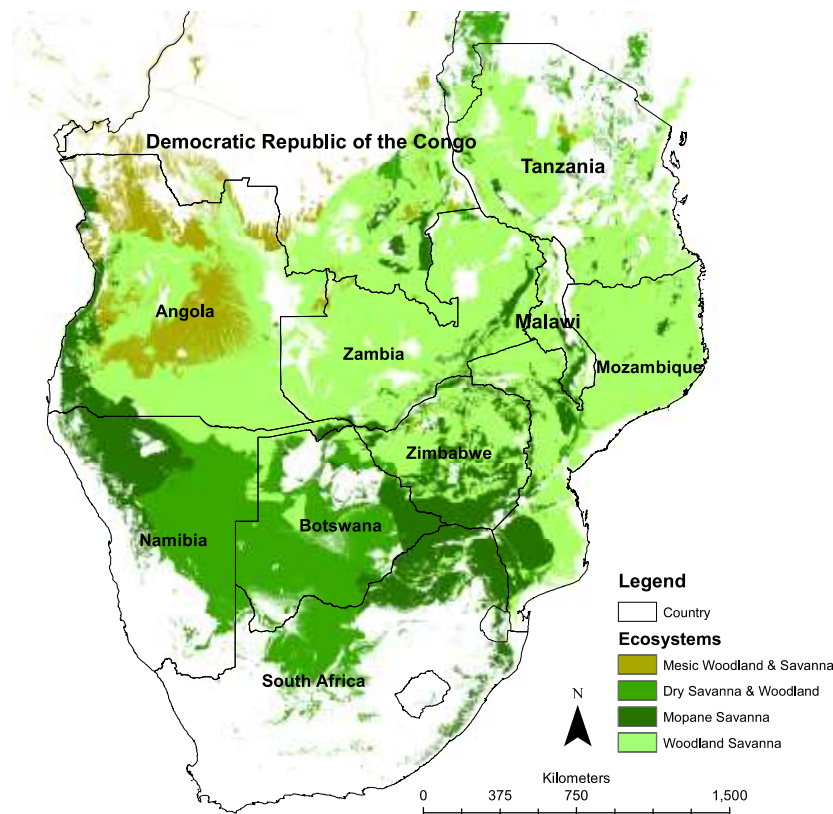 Democratic Republic of the Congo
Tanzania
Angola
Malawi
Zambia
Mozambique
Zimbabwe
Botswana
Namibia
South Africa
Legend
Country
Ecosystems
Mesic Woodland & Savanna
Dry Savanna & Woodland
Mopane Savanna
Woodland Savanna
N
Kilometers
0 375 750 1,500